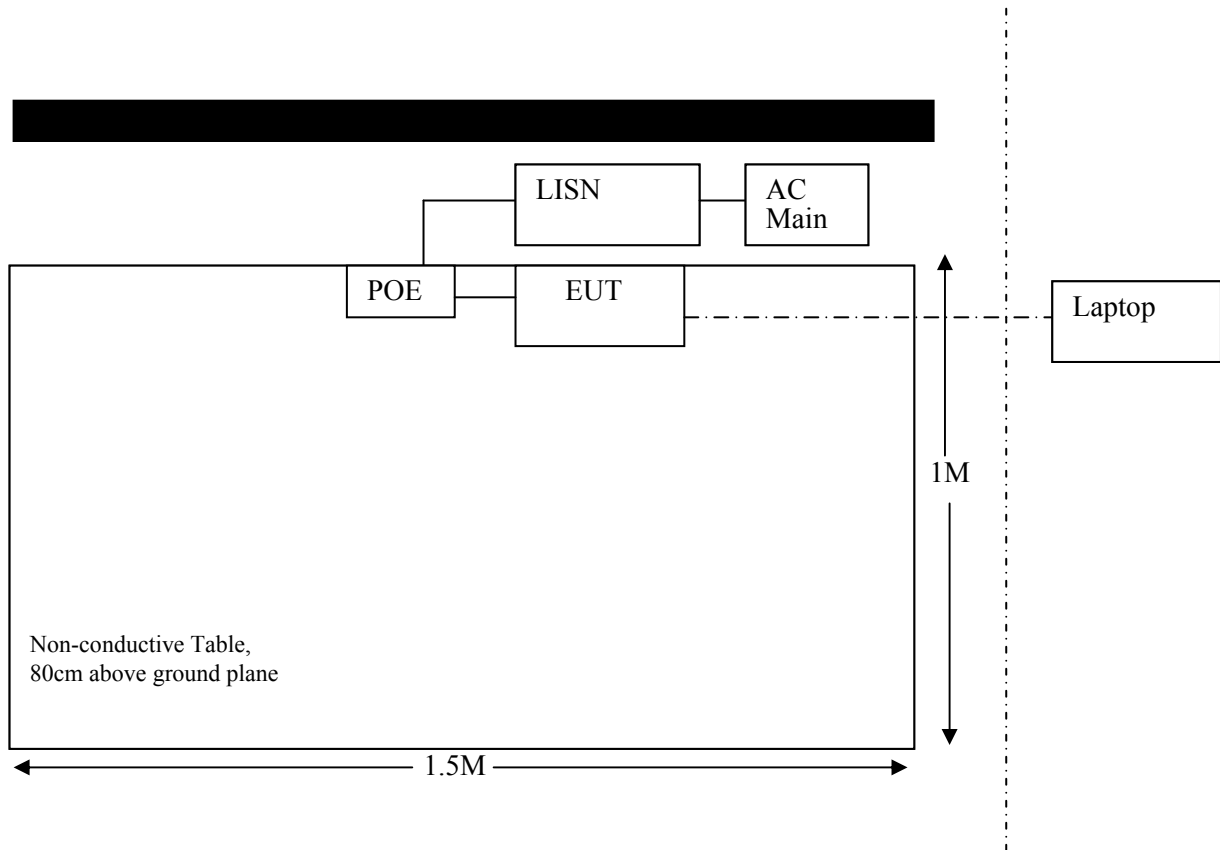 LISN
AC
Main
POE
EUT
Laptop
1M
Non-conductive Table,
80cm above ground plane
1.5M